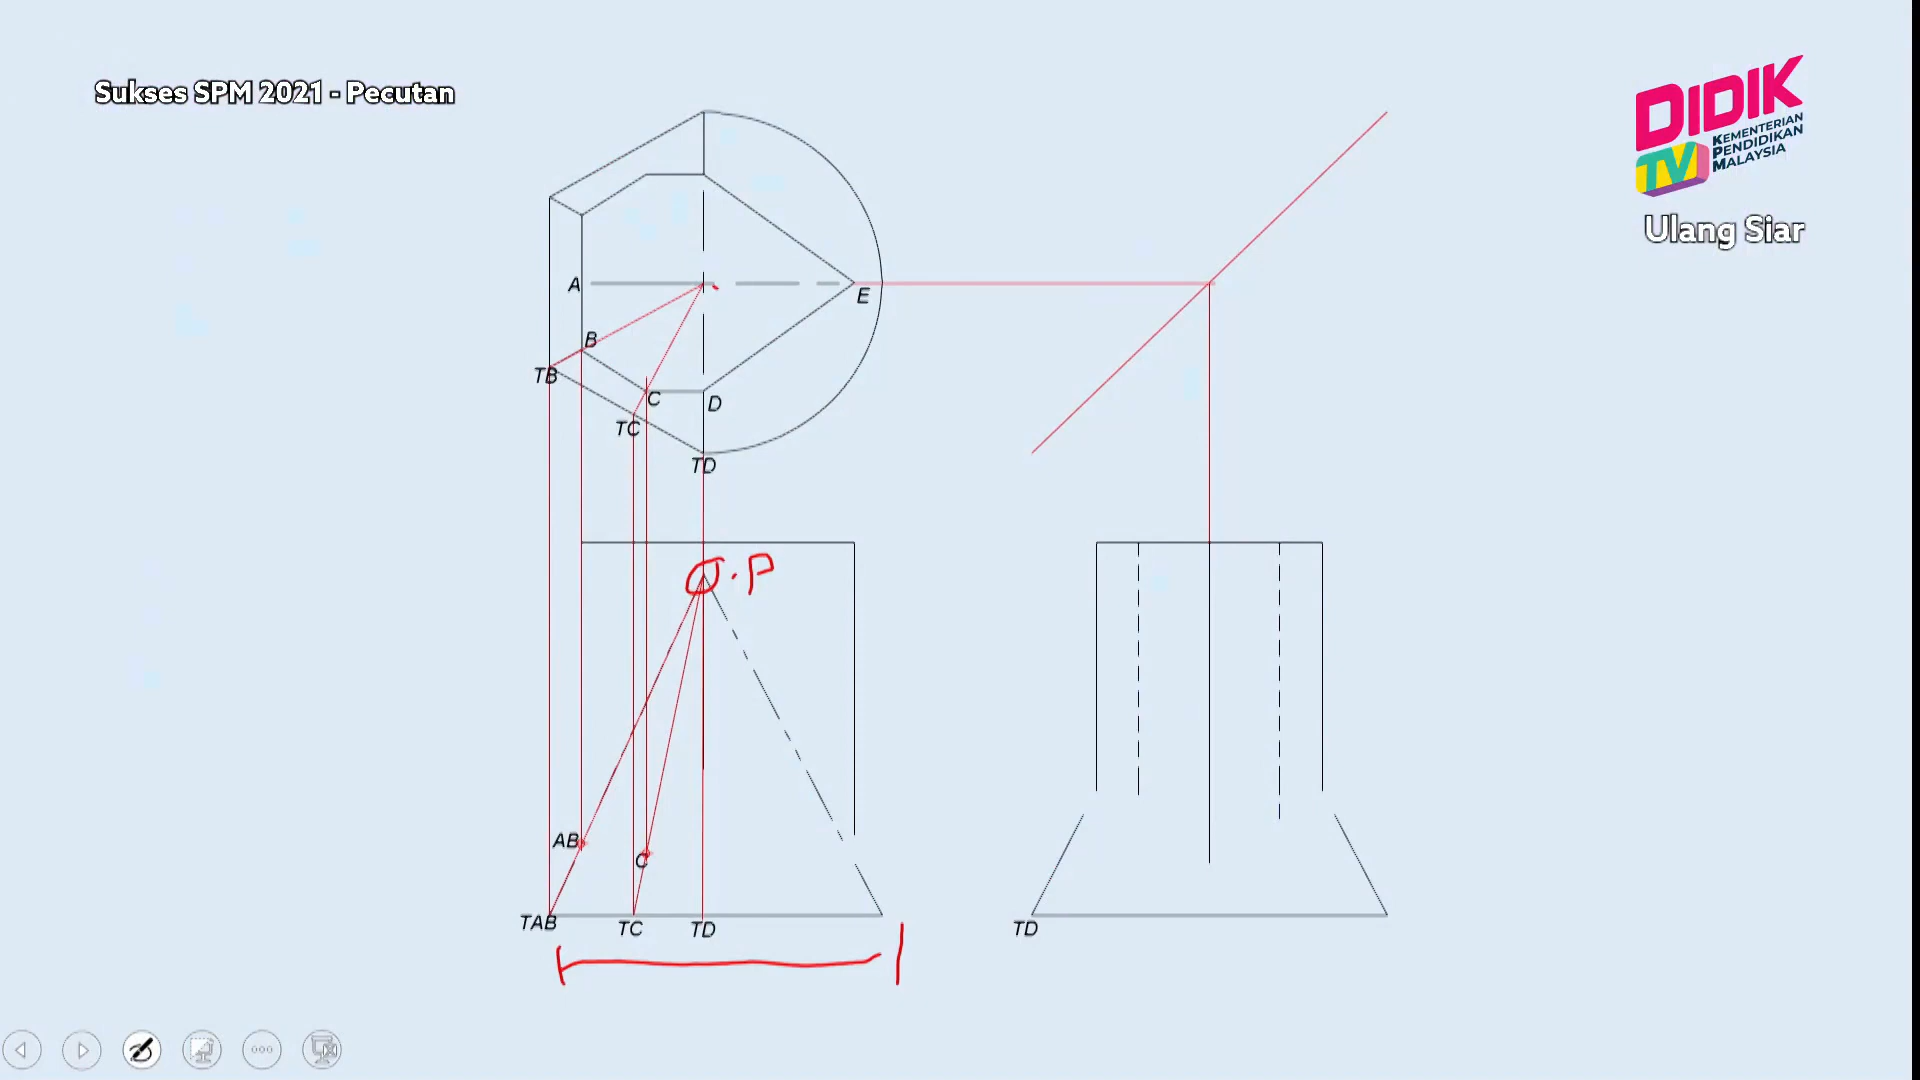 Sukses SPM 2021 - Pecutan
DIDIK
TV
KEMENTERIAN
PENDIDIKAN
MALAYSIA
Ulang Siar
A
E
B
TB
C
D
TC
TD
O.P
AB
C
TAB
TC
TD
TD